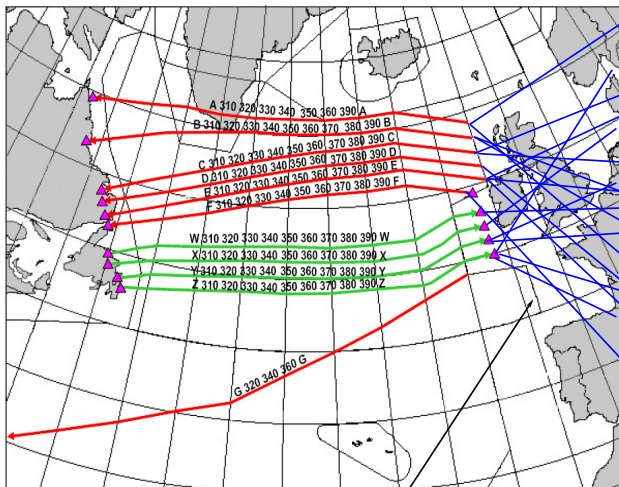 A 310 320 330 340 350 360 390 A
B 310 320 330 340 350 360 370 380 390 B
C 310 320 330 340 350 360 370 380 390 C
D 310 320 330 340 350 360 370 380 390 D
E 310 320 330 340 350 360 370 380 390 E
F 310 320 330 340 350 360 370 380 390 F
W 310 320 330 340 350 360 370 380 390 W
X 310 320 330 340 350 360 370 380 390 X
Y 310 320 330 340 350 360 370 380 390 Y
Z 310 320 330 340 350 360 370 380 390 Z
G 320 340 360 G